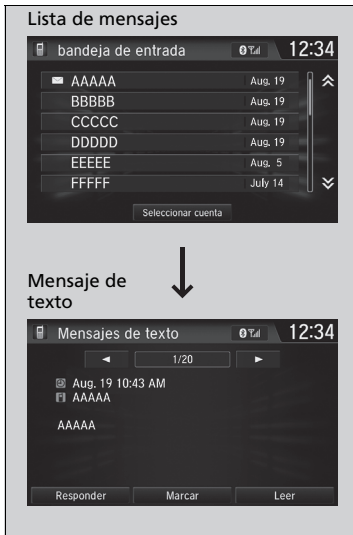 Lista de mensajes
bandeja de entrada 12:34
AAAAA Aug. 19
BBBBB Aug. 19
CCCCC Aug. 19
DDDDD Aug. 19
EEEEE Aug. 5
FFFFF July 14
Seleccionar cuenta
Mensaje de
texto
Mensajes de texto 12:34
1/20
Aug. 19 10:43 AM
AAAAA
AAAAA
Responder Marcar Leer